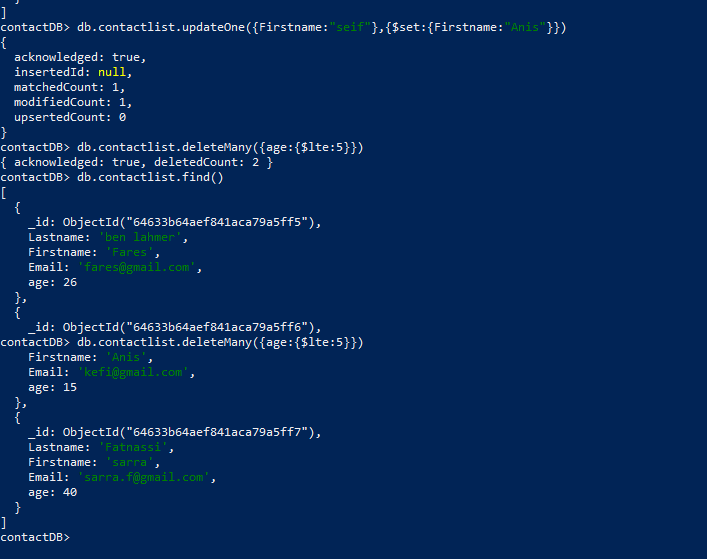 ]
contactDB> db.contactlist.updateOne({Firstname:"seif"},{$set:{Firstname:"Anis"}})
{
  acknowledged: true,
  insertedId: null,
  matchedCount: 1,
  modifiedCount: 1,
  upsertedCount: 0
}
contactDB> db.contactlist.deleteMany({age:{$lte:5}})
{ acknowledged: true, deletedCount: 2 }
contactDB> db.contactlist.find()
[
  {
    _id: ObjectId("64633b64aef841aca79a5ff5"),
    Lastname: 'ben lahmer',
    Firstname: 'Fares',
    Email: 'fares@gmail.com',
    age: 26
  },
  {
    _id: ObjectId("64633b64aef841aca79a5ff6"),
contactDB> db.contactlist.deleteMany({age:{$lte:5}})
    Firstname: 'Anis',
    Email: 'kefi@gmail.com',
    age: 15
  },
  {
    _id: ObjectId("64633b64aef841aca79a5ff7"),
    Lastname: 'Fatnassi',
    Firstname: 'sarra',
    Email: 'sarra.f@gmail.com',
    age: 40
  }
]
contactDB>